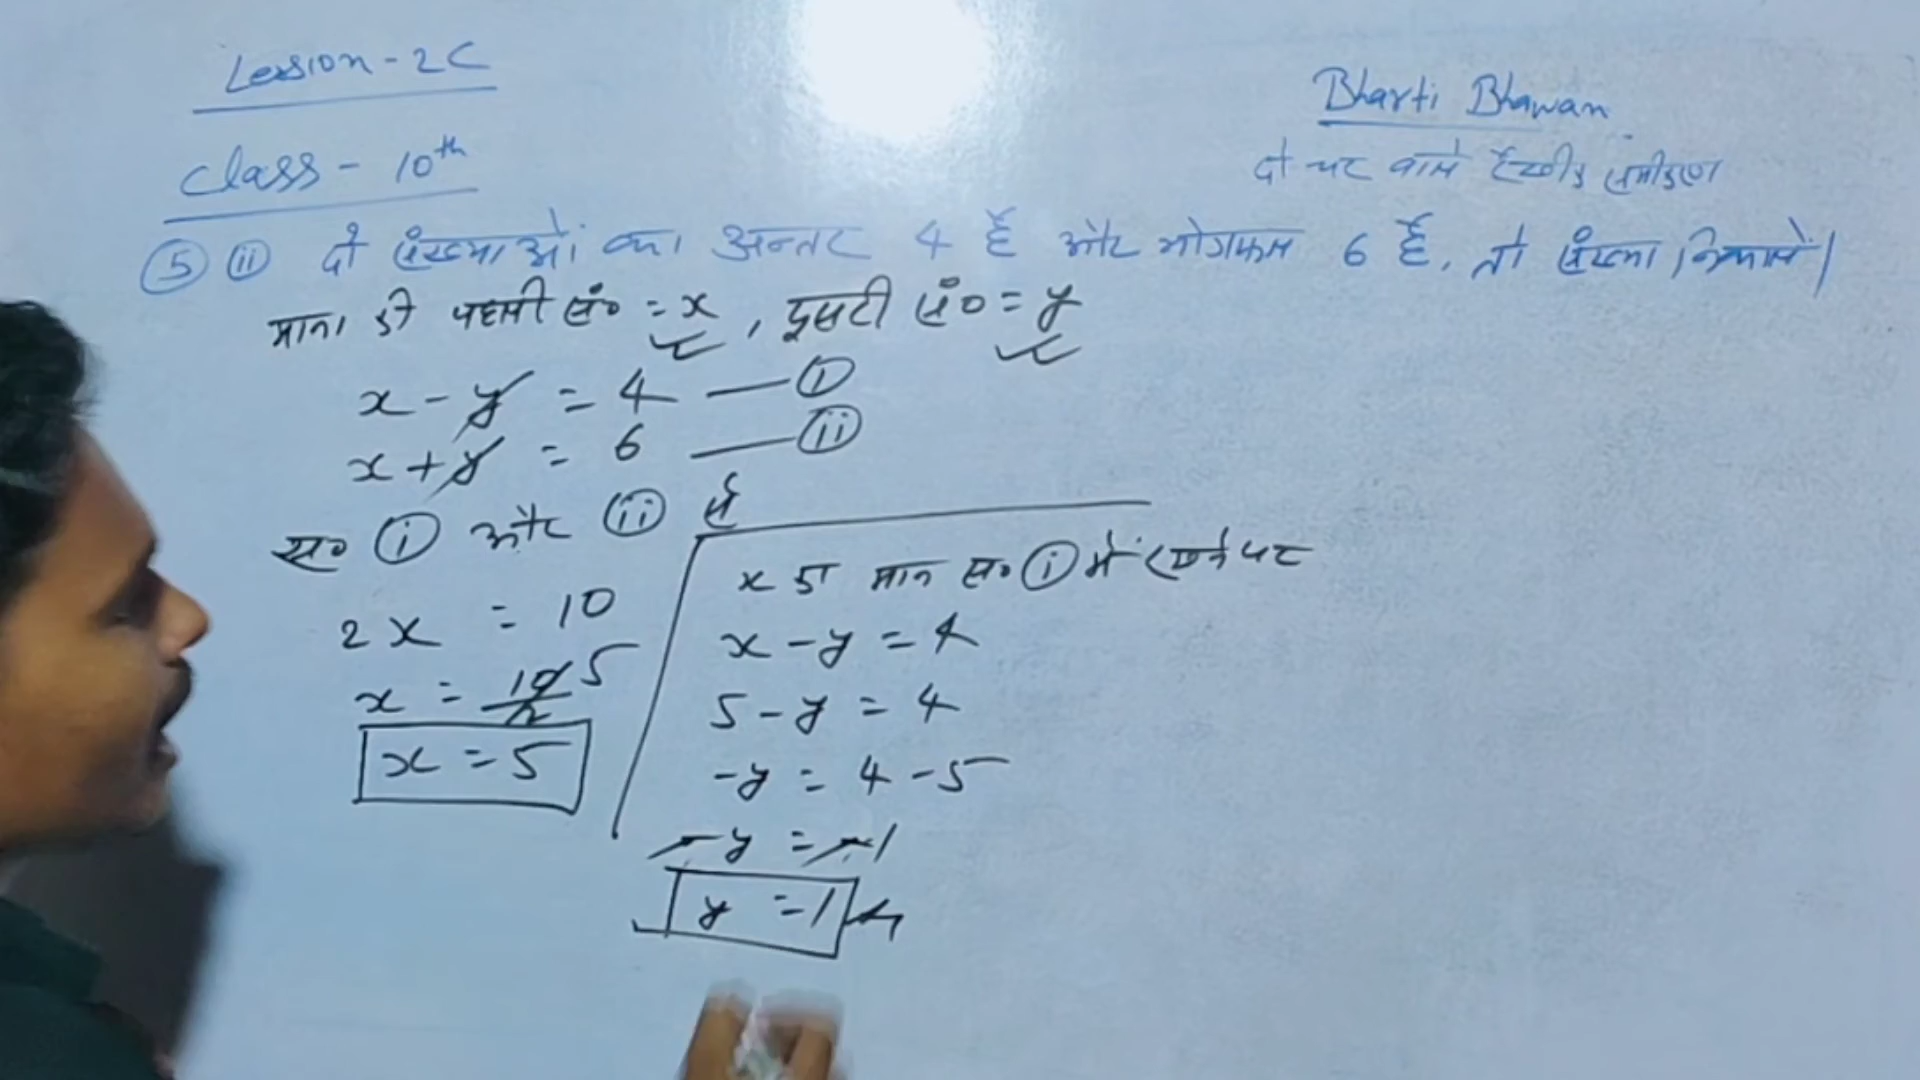 Lession - 2C
Class - 10th
Bharti Bhawan
दो चर वाले रैखीक समीकरण
⑤ ⅱ दो संख्याओं का अन्तर 4 है और योगफल 6 है, तो संख्या निकालें।
माना की पहली सं० = x , दूसरी सं० = y
x - y = 4 — ⅰ
x + y = 6 — ⅱ
स० ⅰ और ⅱ से
2x = 10
x = 10/2 5
x = 5
x का मान स० ⅰ में रखने पर
x - y = 4
5 - y = 4
-y = 4 - 5
-y = -1
y = 1